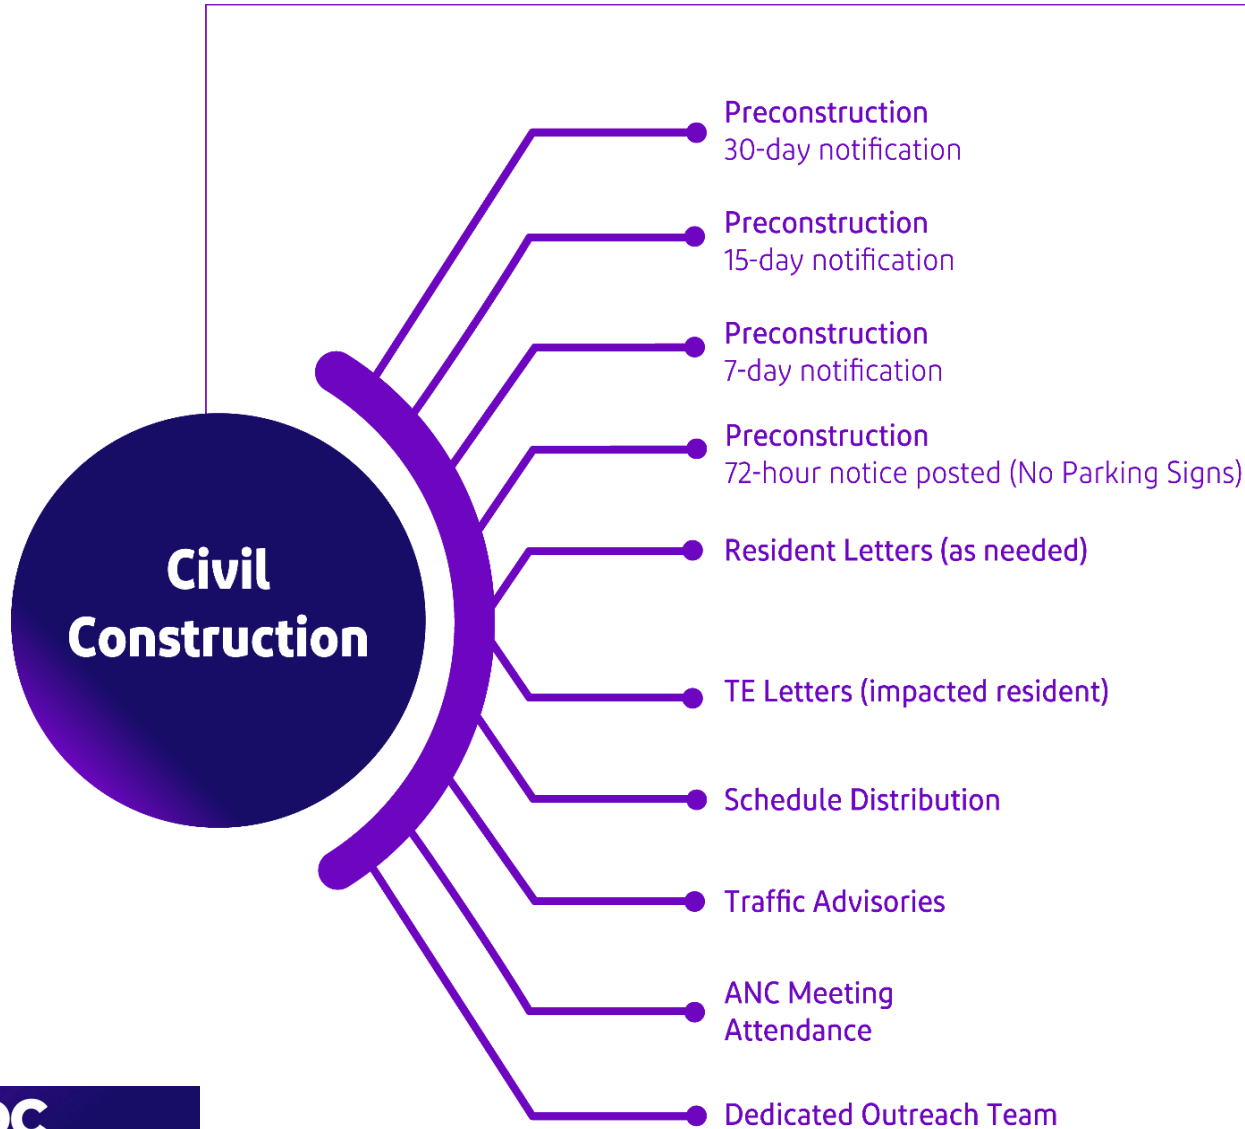 Preconstruction
30-day notification
Preconstruction
15-day notification
Preconstruction
7-day notification
Preconstruction
72-hour notice posted (No Parking Signs)
Resident Letters (as needed)
Civil
Construction
TE Letters (impacted resident)
Schedule Distribution
Traffic Advisories
ANC Meeting
Attendance
Dedicated Outreach Team